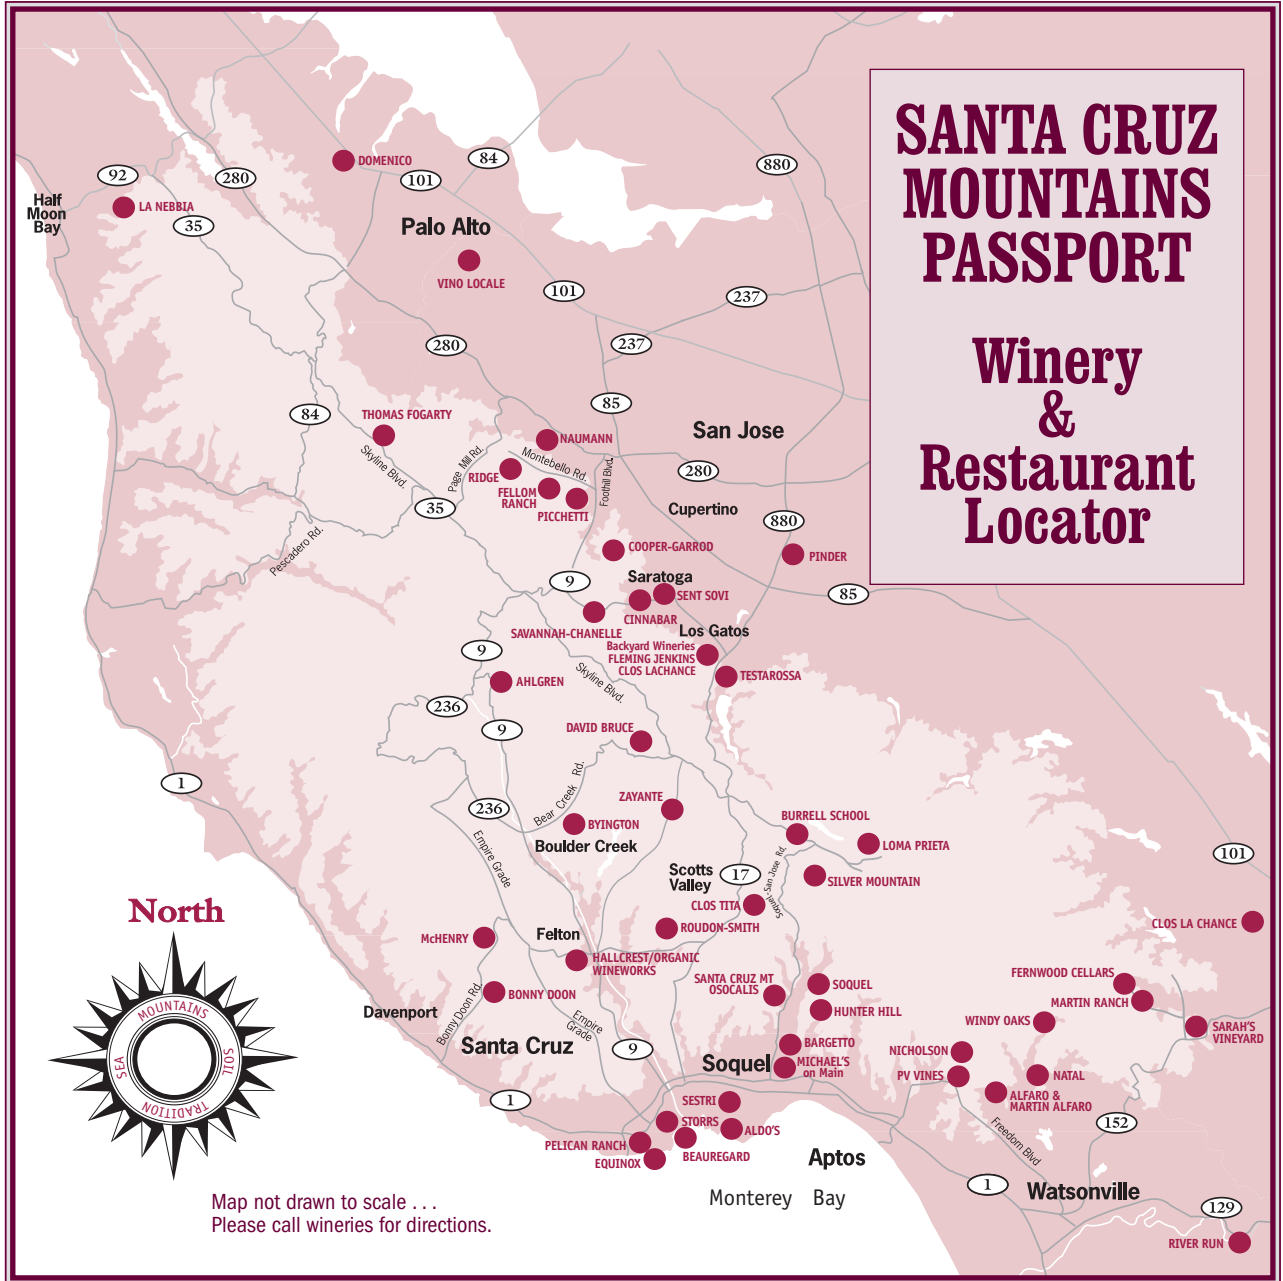 SANTA CRUZ
MOUNTAINS
PASSPORT
Winery
&
Restaurant
Locator
DOMENICO
84
101
880
92
280
Half
Moon
Bay
LA NEBBIA
35
Palo Alto
VINO LOCALE
101
237
280
237
85
84
THOMAS FOGARTY
Skyline Blvd.
Page Mill Rd.
NAUMANN
Montebello Rd.
Foothill Blvd.
San Jose
280
RIDGE
FELLOM
RANCH
PICCHETTI
35
Cupertino
880
Pescadero Rd.
COOPER-GARROD
PINDER
9
Saratoga
SENT SOVI
85
CINNABAR
SAVANNAH-CHANELLE
Los Gatos
Backyard Wineries
FLEMING JENKINS
CLOS LACHANCE
9
Skyline Blvd.
TESTAROSSA
AHLGREN
236
9
DAVID BRUCE
1
Bear Creek Rd.
ZAYANTE
236
BYINGTON
Boulder Creek
BURRELL SCHOOL
LOMA PRIETA
Empire Grade
101
Scotts
Valley
17
Soquel-San Jose Rd.
SILVER MOUNTAIN
CLOS TITA
North
CLOS LA CHANCE
McHENRY
Felton
ROUDON-SMITH
HALLCREST/ORGANIC
WINEWORKS
SANTA CRUZ MT
OSOCALIS
SOQUEL
FERNWOOD CELLARS
MARTIN RANCH
BONNY DOON
Bonny Doon Rd.
Davenport
HUNTER HILL
WINDY OAKS
SARAH'S
VINEYARD
Empire
Grade
MOUNTAINS
SOIL
TRADITION
SEA
Santa Cruz
9
BARGETTO
Soquel
MICHAEL'S
on Main
NICHOLSON
PV VINES
NATAL
ALFARO &
MARTIN ALFARO
1
SESTRI
STORRS
ALDO'S
152
Freedom Blvd
PELICAN RANCH
BEAUREGARD
EQUINOX
Aptos
1
Watsonville
Monterey Bay
129
RIVER RUN
Map not drawn to scale . . .
Please call wineries for directions.